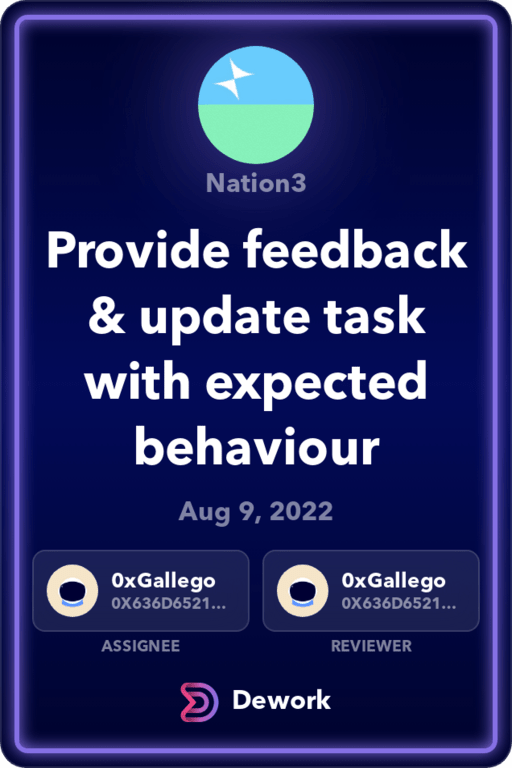 Nation3
Provide feedback
& update task
with expected
behaviour
Aug 9, 2022
0xGallego
0X636D6521...
ASSIGNEE
0xGallego
0X636D6521...
REVIEWER
Dework